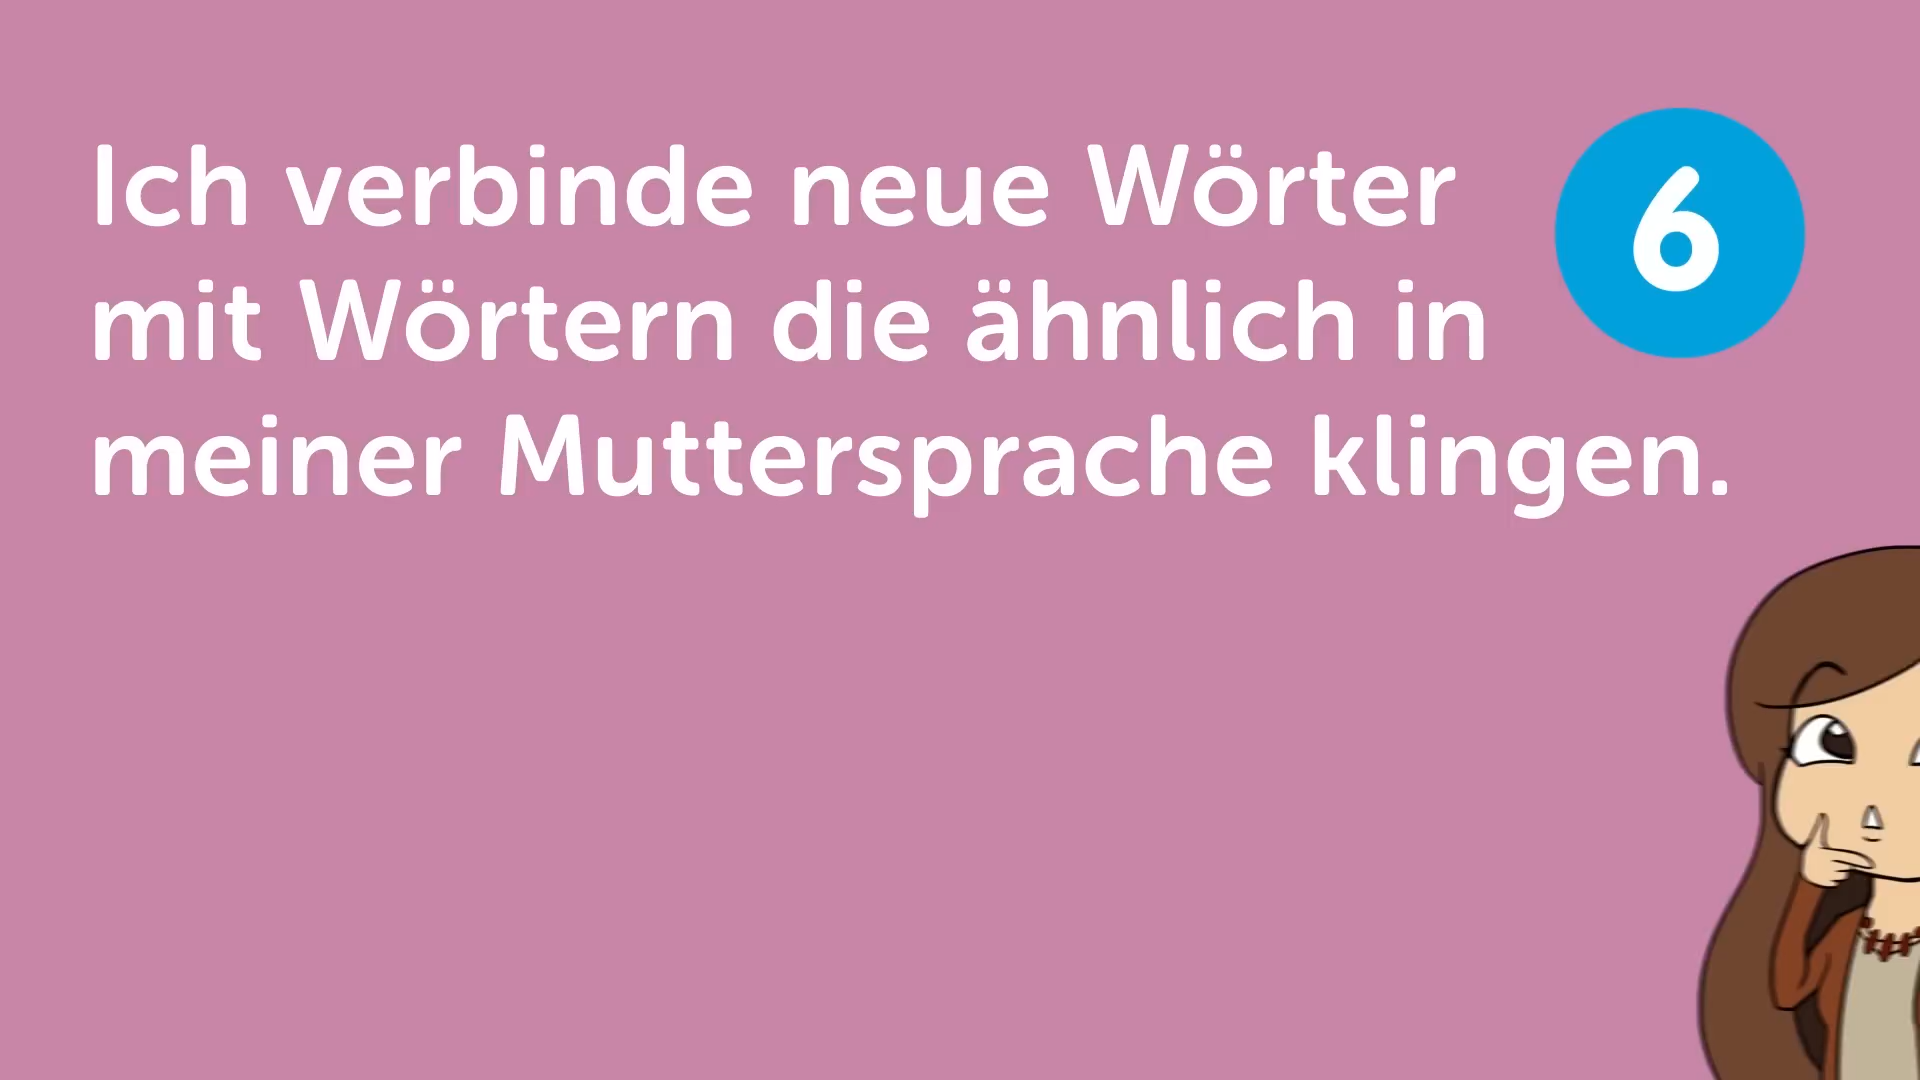 Ich verbinde neue Wörter
mit Wörtern die ähnlich in
meiner Muttersprache klingen.
6